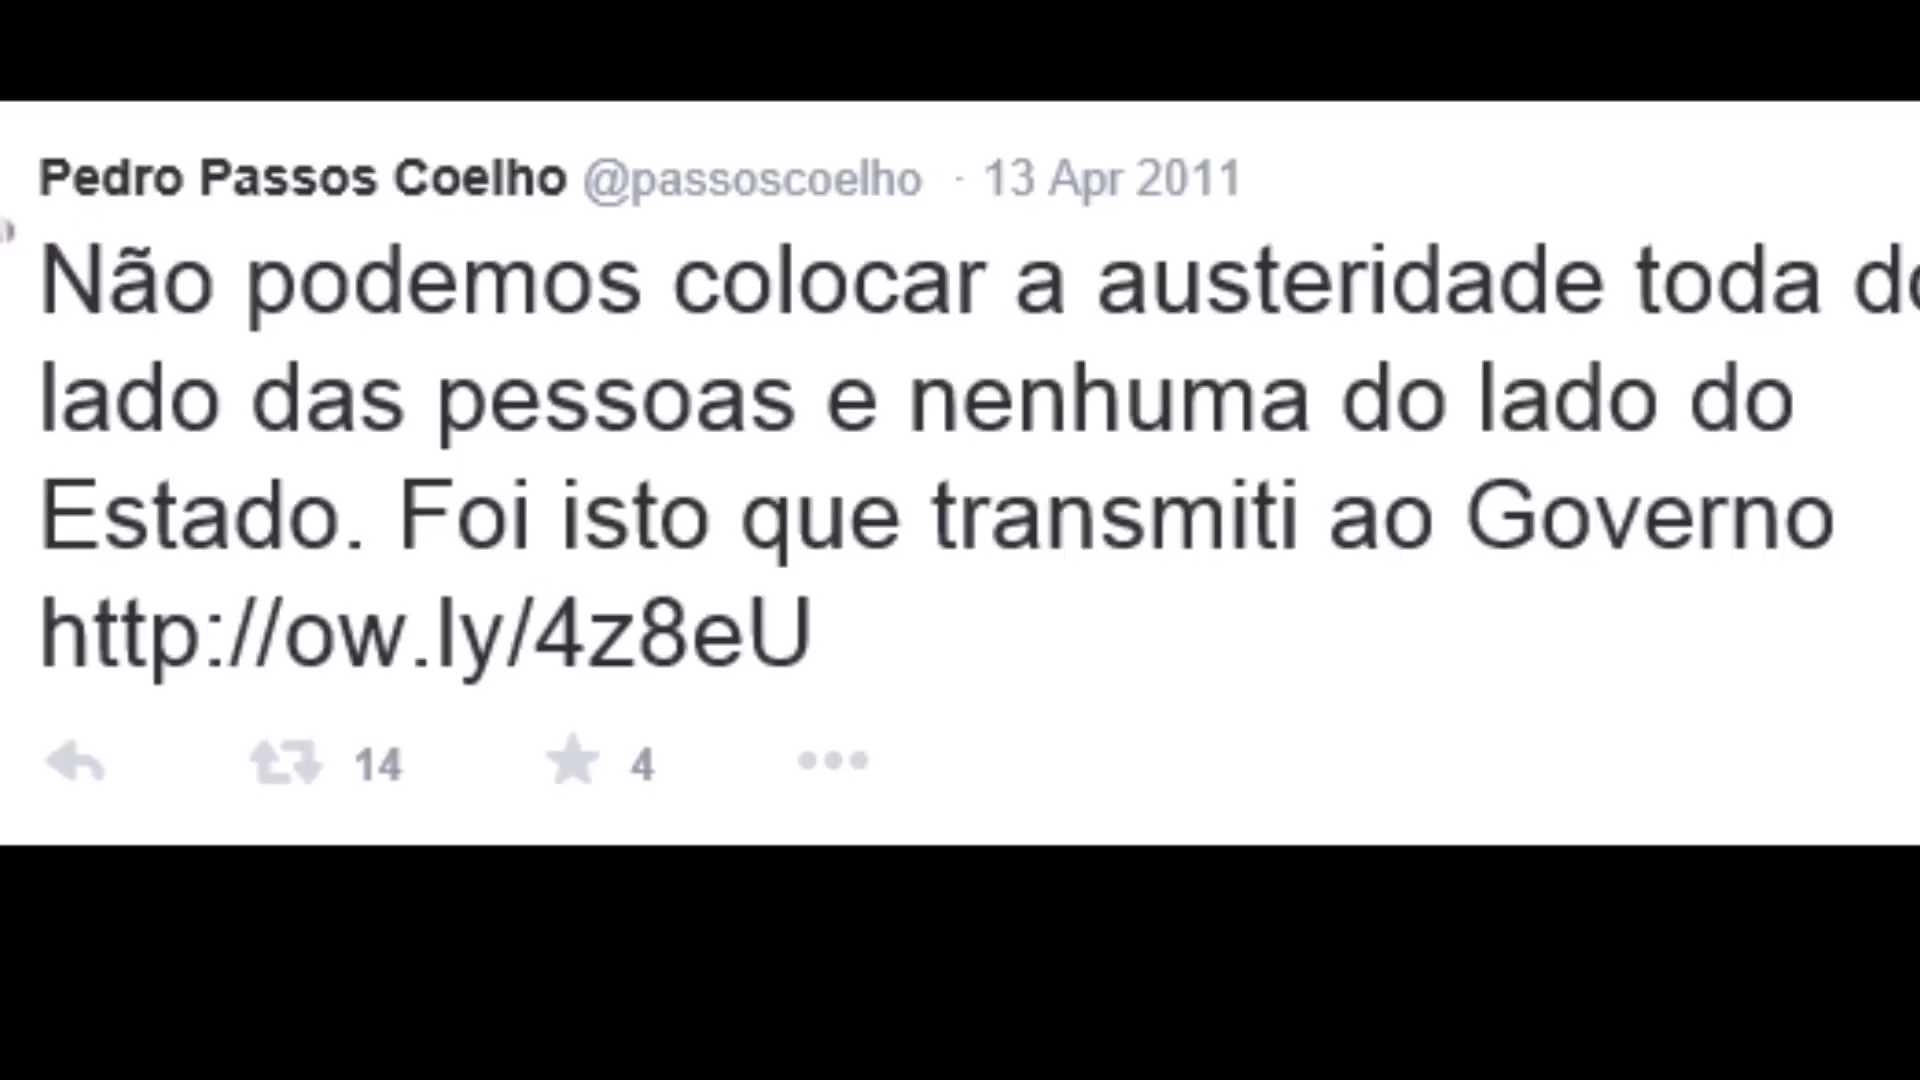 Pedro Passos Coelho @passoscoelho · 13 Apr 2011
Não podemos colocar a austeridade toda do
lado das pessoas e nenhuma do lado do
Estado. Foi isto que transmiti ao Governo
http://ow.ly/4z8eU
14 4